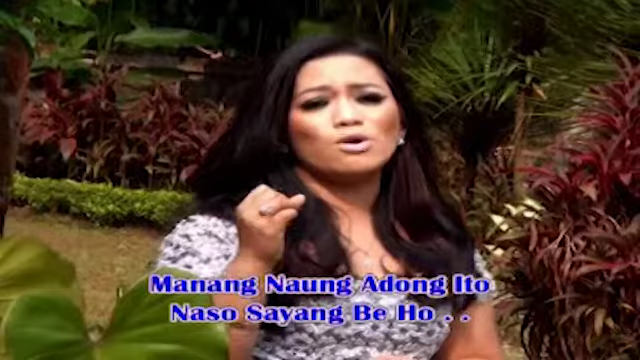 Manang Naung Adong Ito
Naso Sayang Be Ho . .